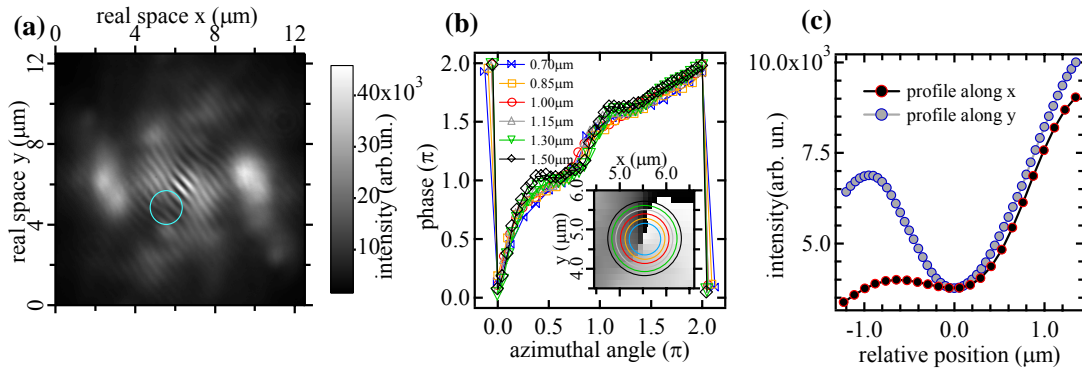 (a)
real space x (μm)
0 4 8 12
real space y (μm)
12
8
4
0
40x10³
30
20
10
intensity(arb. un.)
(b)
phase (π)
2.0
1.5
1.0
0.5
0.0
0.70μm
0.85μm
1.00μm
1.15μm
1.30μm
1.50μm
x (μm)
5.0 6.0
y (μm)
6.0
5.0
4.0
0.0 0.5 1.0 1.5 2.0
azimuthal angle (π)
(c)
intensity(arb. un.)
10.0x10³
7.5
5.0
profile along x
profile along y
-1.0 0.0 1.0
relative position (μm)